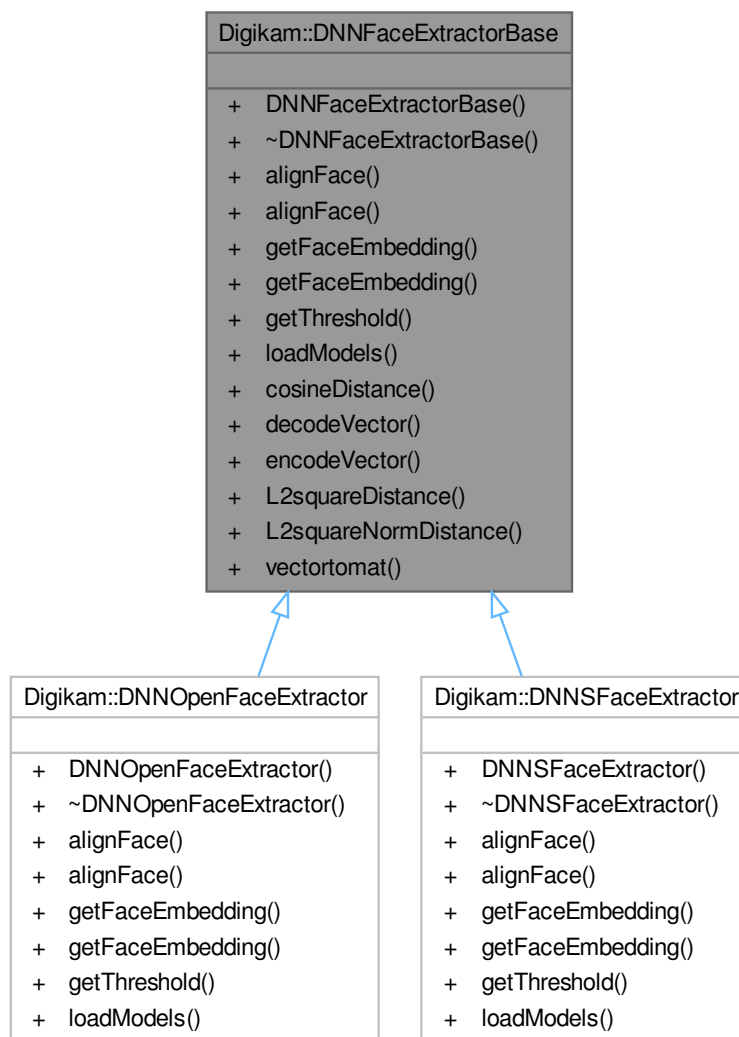 Digikam::DNNFaceExtractorBase
+ DNNFaceExtractorBase()
+ ~DNNFaceExtractorBase()
+ alignFace()
+ alignFace()
+ getFaceEmbedding()
+ getFaceEmbedding()
+ getThreshold()
+ loadModels()
+ cosineDistance()
+ decodeVector()
+ encodeVector()
+ L2squareDistance()
+ L2squareNormDistance()
+ vectortomat()
Digikam::DNNOpenFaceExtractor
+ DNNOpenFaceExtractor()
+ ~DNNOpenFaceExtractor()
+ alignFace()
+ alignFace()
+ getFaceEmbedding()
+ getFaceEmbedding()
+ getThreshold()
+ loadModels()
Digikam::DNNSFaceExtractor
+ DNNSFaceExtractor()
+ ~DNNSFaceExtractor()
+ alignFace()
+ alignFace()
+ getFaceEmbedding()
+ getFaceEmbedding()
+ getThreshold()
+ loadModels()